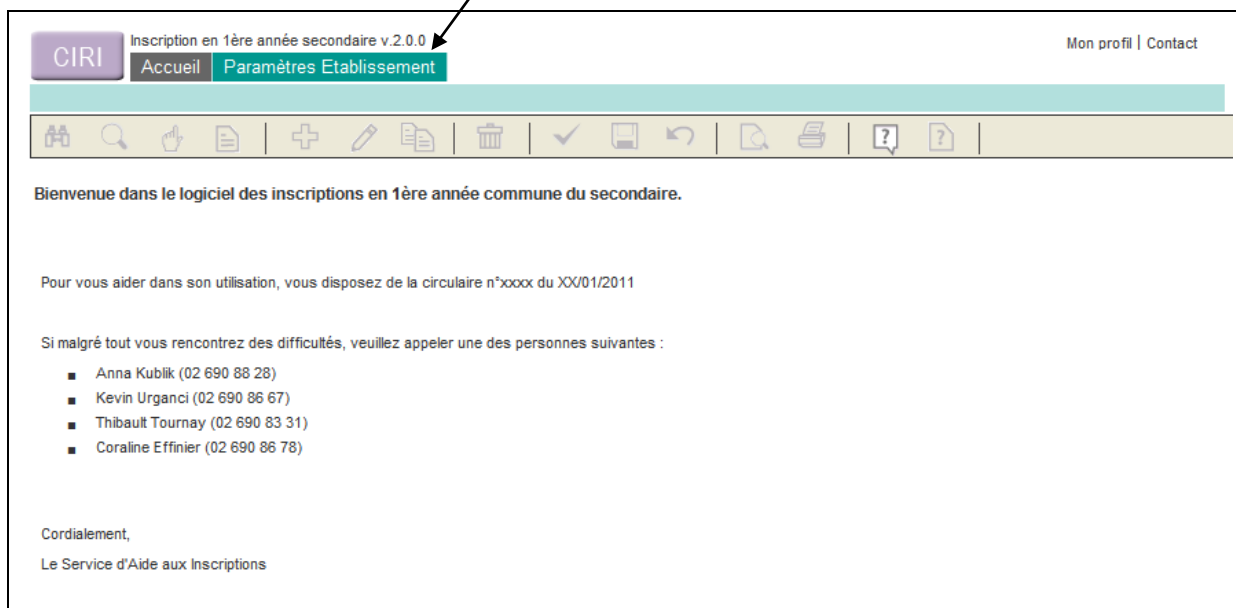 CIRI
Inscription en 1ère année secondaire v.2.0.0
Mon profil | Contact
Accueil
Paramètres Etablissement
Bienvenue dans le logiciel des inscriptions en 1ère année commune du secondaire.
Pour vous aider dans son utilisation, vous disposez de la circulaire n°xxxx du XX/01/2011
Si malgré tout vous rencontrez des difficultés, veuillez appeler une des personnes suivantes :
Anna Kublik (02 690 88 28)
Kevin Urganci (02 690 86 67)
Thibault Tournay (02 690 83 31)
Coraline Effinier (02 690 86 78)
Cordialement,
Le Service d'Aide aux Inscriptions